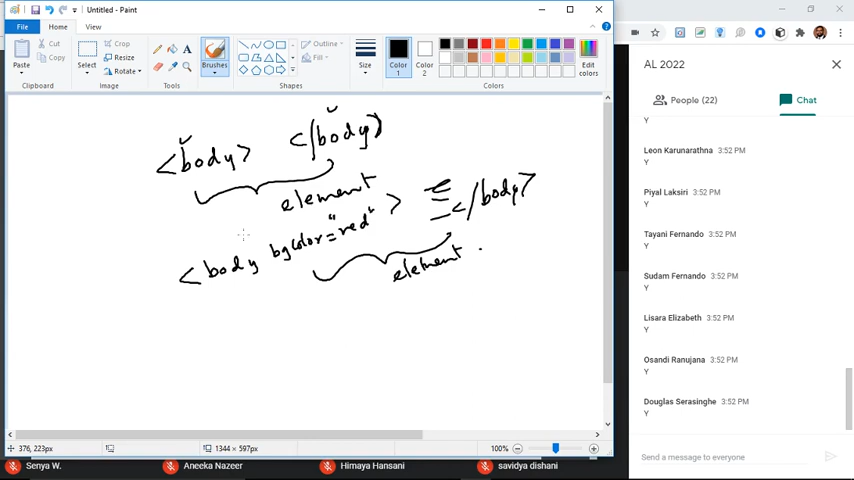 Untitled - Paint
File
Home
View
Paste
Cut
Copy
Clipboard
Select
Crop
Resize
Rotate
Image
Tools
Brushes
Shapes
Outline
Fill
Size
Color 1
Color 2
Edit colors
Colors
<body> </body>
element
<body bgcolor="red" > </body>
element
376, 223px
1344 × 597px
100%
Senya W.
Aneeka Nazeer
Himaya Hansani
savidya dishani
AL 2022
People (22)
Chat
Y
Leon Karunarathna 3:52 PM
Y
Piyal Laksiri 3:52 PM
Y
Tayani Fernando 3:52 PM
Y
Sudam Fernando 3:52 PM
Y
Lisara Elizabeth 3:52 PM
Y
Osandi Ranujana 3:52 PM
Y
Douglas Serasinghe 3:52 PM
Y
Send a message to everyone